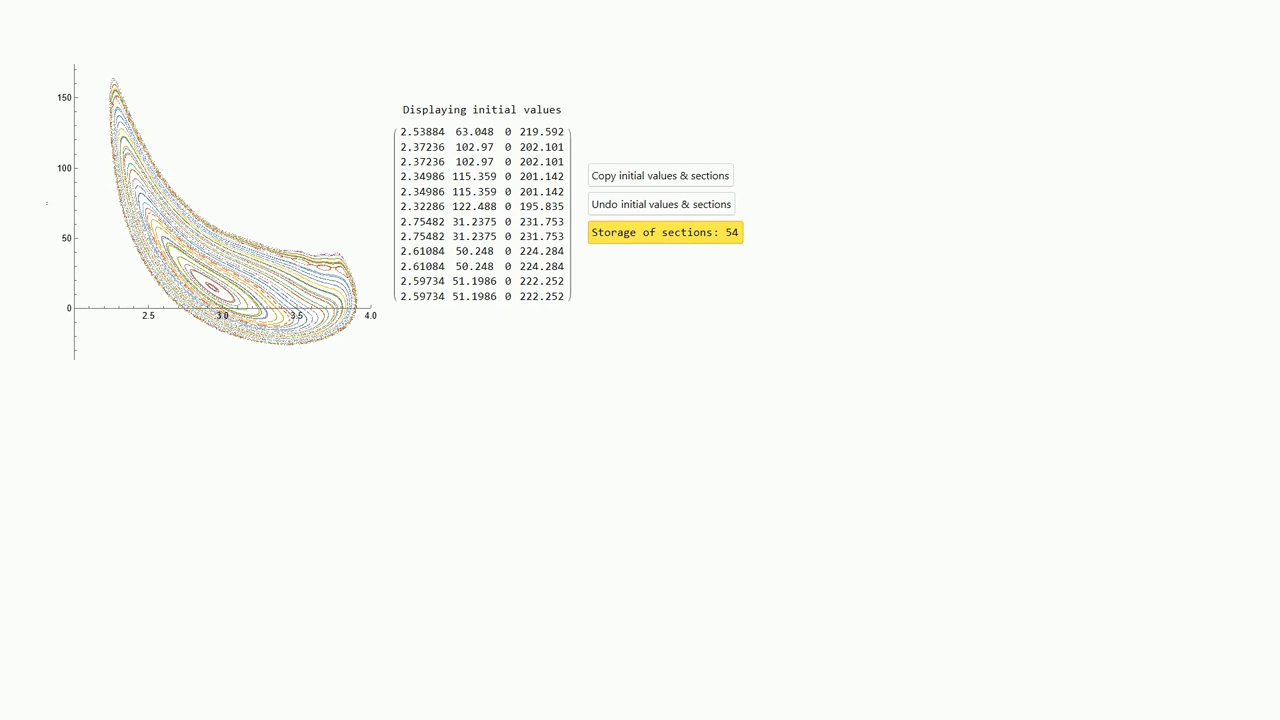 150
100
50
0
2.5 3.0 3.5 4.0
Displaying initial values
2.53884 63.048 0 219.592
2.37236 102.97 0 202.101
2.37236 102.97 0 202.101
2.34986 115.359 0 201.142
2.34986 115.359 0 201.142
2.32286 122.488 0 195.835
2.75482 31.2375 0 231.753
2.75482 31.2375 0 231.753
2.61084 50.248 0 224.284
2.61084 50.248 0 224.284
2.59734 51.1986 0 222.252
2.59734 51.1986 0 222.252
Copy initial values & sections
Undo initial values & sections
Storage of sections: 54